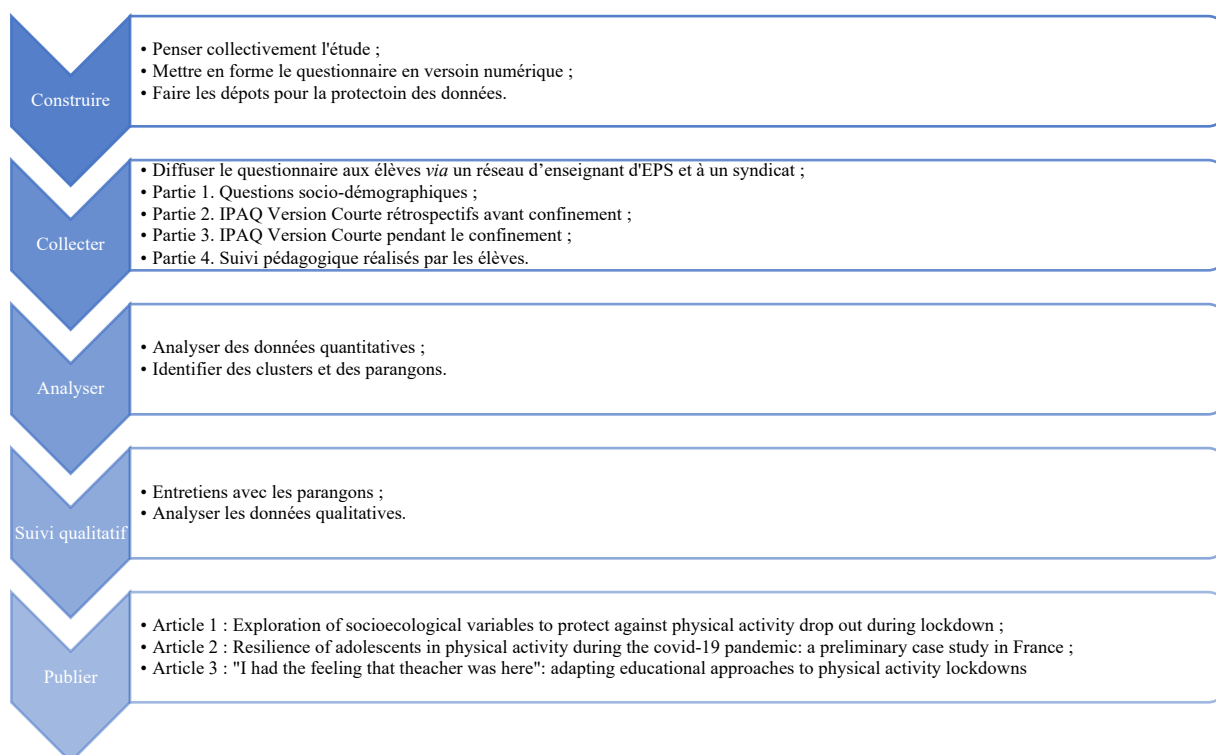 Construire
• Penser collectivement l'étude ;
• Mettre en forme le questionnaire en versoin numérique ;
• Faire les dépots pour la protectoin des données.
Collecter
• Diffuser le questionnaire aux élèves via un réseau d’enseignant d'EPS et à un syndicat ;
• Partie 1. Questions socio-démographiques ;
• Partie 2. IPAQ Version Courte rétrospectifs avant confinement ;
• Partie 3. IPAQ Version Courte pendant le confinement ;
• Partie 4. Suivi pédagogique réalisés par les élèves.
Analyser
• Analyser des données quantitatives ;
• Identifier des clusters et des parangons.
Suivi qualitatif
• Entretiens avec les parangons ;
• Analyser les données qualitatives.
Publier
• Article 1 : Exploration of socioecological variables to protect against physical activity drop out during lockdown ;
• Article 2 : Resilience of adolescents in physical activity during the covid-19 pandemic: a preliminary case study in France ;
• Article 3 : "I had the feeling that theacher was here": adapting educational approaches to physical activity lockdowns